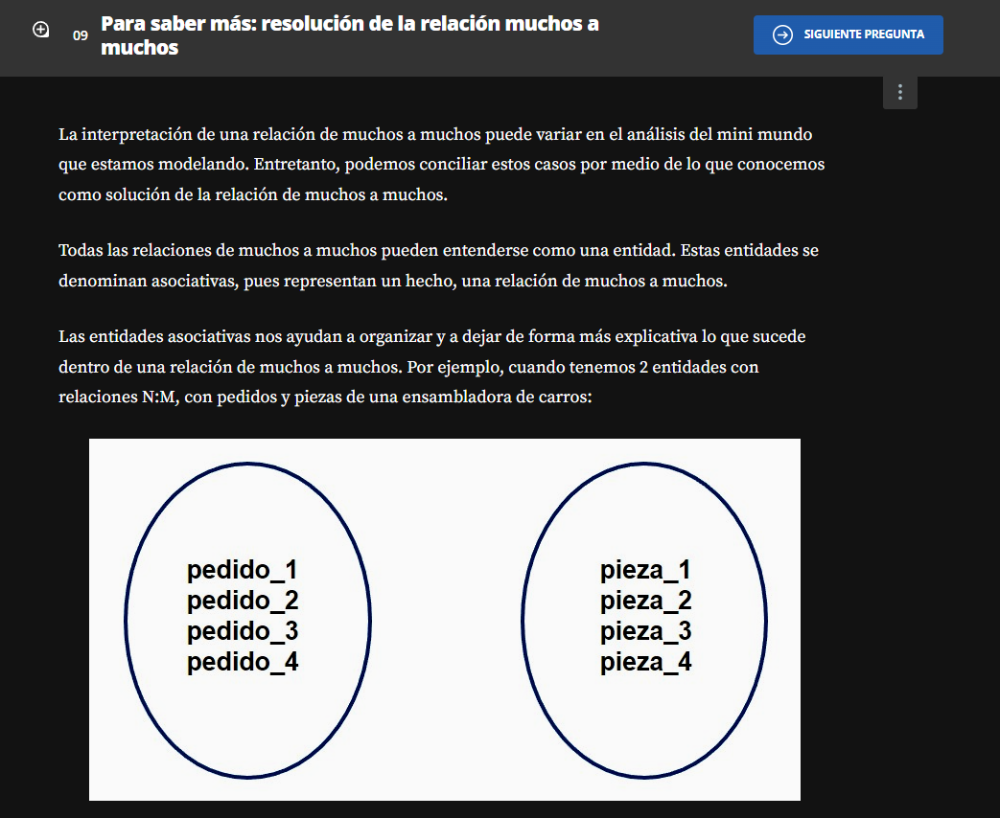 09
Para saber más: resolución de la relación muchos a
muchos
SIGUIENTE PREGUNTA
La interpretación de una relación de muchos a muchos puede variar en el análisis del mini mundo
que estamos modelando. Entretanto, podemos conciliar estos casos por medio de lo que conocemos
como solución de la relación de muchos a muchos.
Todas las relaciones de muchos a muchos pueden entenderse como una entidad. Estas entidades se
denominan asociativas, pues representan un hecho, una relación de muchos a muchos.
Las entidades asociativas nos ayudan a organizar y a dejar de forma más explicativa lo que sucede
dentro de una relación de muchos a muchos. Por ejemplo, cuando tenemos 2 entidades con
relaciones N:M, con pedidos y piezas de una ensambladora de carros:
pedido_1
pedido_2
pedido_3
pedido_4
pieza_1
pieza_2
pieza_3
pieza_4